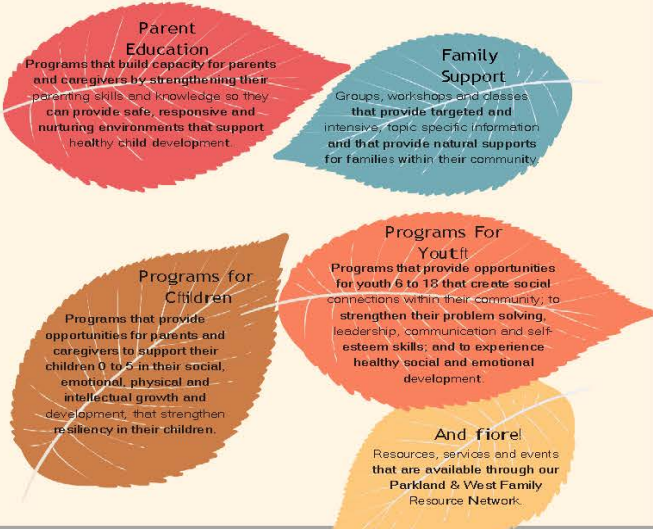 Parent
Education
Programs that build capacity for parents
and caregivers by strengthening their
parenting skills and knowledge so they
can provide safe, responsive and
nurturing environments that support
healthy child development.
Family
Support
Groups, workshops and classes
that provide targeted and
intensive, topic specific information
and that provide natural supports
for families within their community.
Programs for
Cftildren
Programs that provide
opportunities for parents and
caregivers to support their
children 0 to 5 in their social,
emotional, physical and
intellectual growth and
development, that strengthen
resiliency in their children.
Programs For
Youtft
Programs that provide opportunities
for youth 6 to 18 that create social
connections within their community; to
strengthen their problem solving,
leadership, communication and self-
esteem skills; and to experience
healthy social and emotional
development.
And fiore!
Resources, services and events
that are available through our
Parkland & West Family
Resource Network.